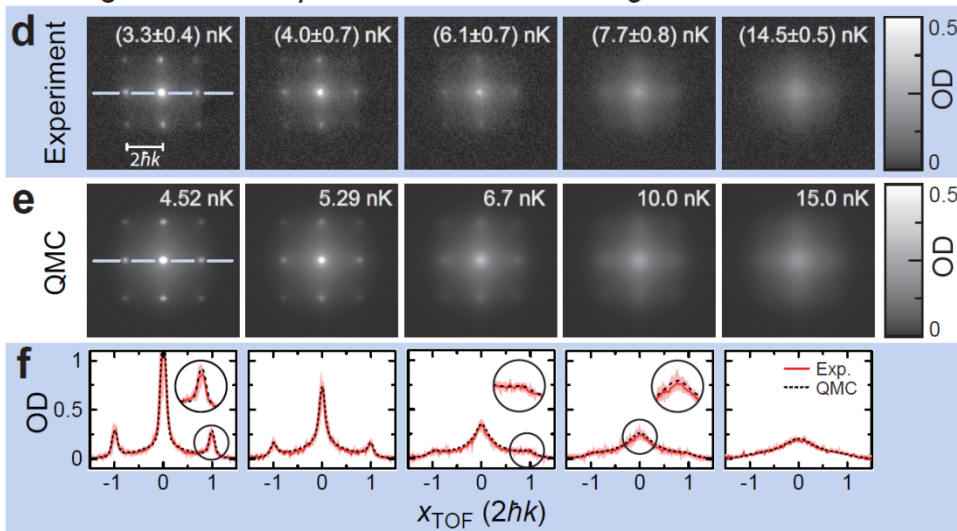 d
Experiment
(3.3±0.4) nK
(4.0±0.7) nK
(6.1±0.7) nK
(7.7±0.8) nK
(14.5±0.5) nK
2ħk
0.5
OD
0
e
QMC
4.52 nK
5.29 nK
6.7 nK
10.0 nK
15.0 nK
0.5
OD
0
f
OD
1
0.5
0
Exp.
QMC
-1 0 1
-1 0 1
-1 0 1
-1 0 1
-1 0 1
xTOF (2ħk)